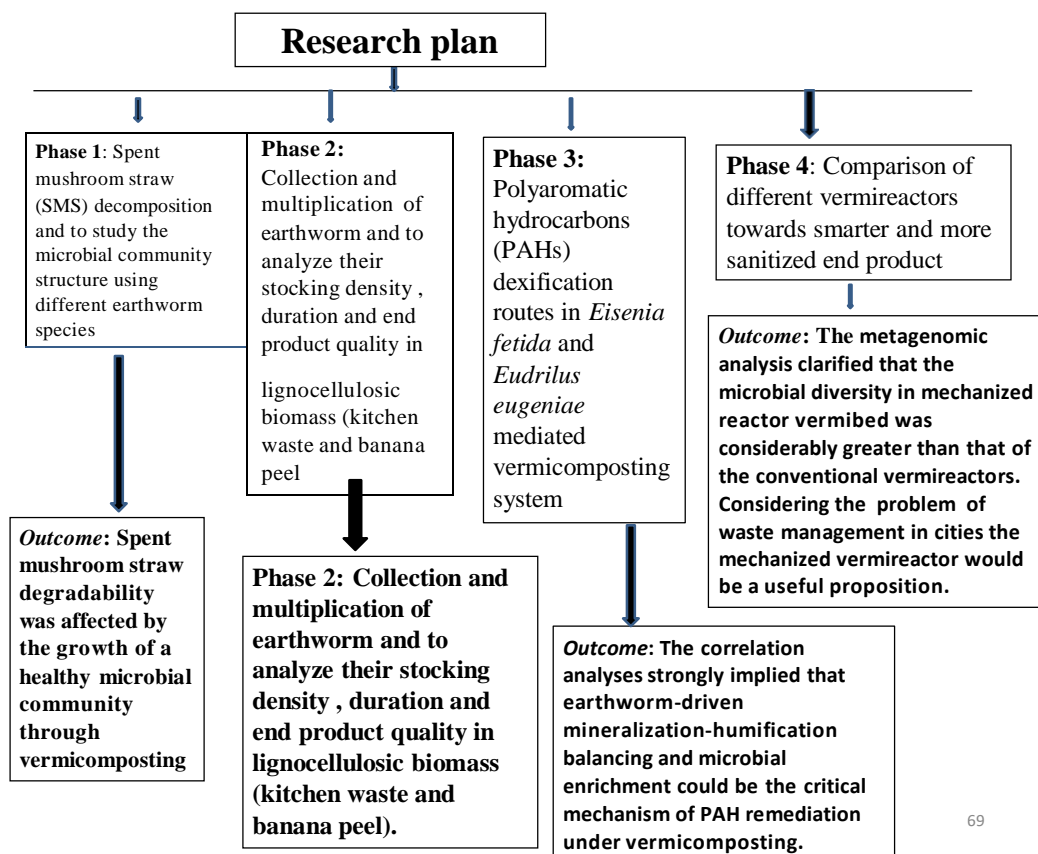 Research plan
Phase 1: Spent
mushroom straw
(SMS) decomposition
and to study the
microbial community
structure using
different earthworm
species
Phase 2:
Collection and
multiplication of
earthworm and to
analyze their
stocking density ,
duration and end
product quality in
lignocellulosic
biomass (kitchen
waste and banana
peel
Phase 3:
Polyaromatic
hydrocarbons
(PAHs)
dexification
routes in Eisenia
fetida and
Eudrilus
eugeniae
mediated
vermicomposting
system
Phase 4: Comparison of
different vermireactors
towards smarter and more
sanitized end product
Outcome: Spent
mushroom straw
degradability
was affected by
the growth of a
healthy microbial
community
through
vermicomposting
Phase 2: Collection and
multiplication of
earthworm and to
analyze their stocking
density , duration and
end product quality in
lignocellulosic biomass
(kitchen waste and
banana peel).
Outcome: The correlation
analyses strongly implied that
earthworm-driven
mineralization-humification
balancing and microbial
enrichment could be the critical
mechanism of PAH remediation
under vermicomposting.
Outcome: The metagenomic
analysis clarified that the
microbial diversity in mechanized
reactor vermibed was
considerably greater than that of
the conventional vermireactors.
Considering the problem of
waste management in cities the
mechanized vermireactor would
be a useful proposition.
69